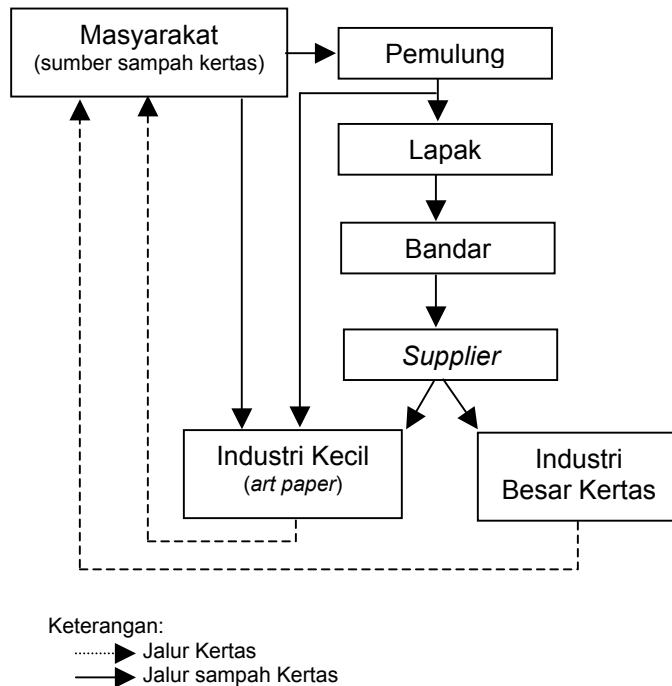 Masyarakat
(sumber sampah kertas)
Pemulung
Lapak
Bandar
Supplier
Industri Kecil
(art paper)
Industri
Besar Kertas
Keterangan:
Jalur Kertas
Jalur sampah Kertas